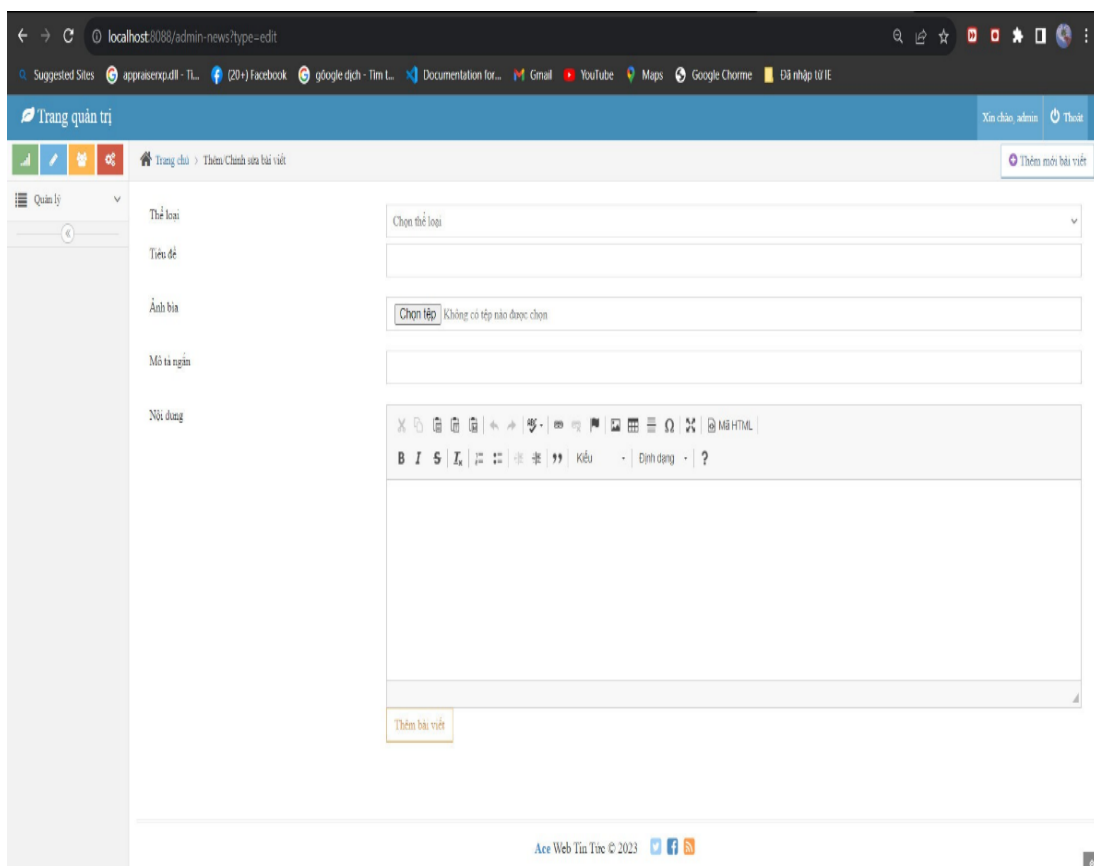 localhost:8088/admin-news?type=edit
Suggested Sites appraiserxp.dll - Ti... (20+) Facebook gôogle dịch - Tìm t... Documentation for... Gmail YouTube Maps Google Chorme Đã nhập từ IE
Trang quản trị Xin chào, admin Thoát
Trang chủ > Thêm/Chỉnh sửa bài viết Thêm mới bài viết
Quản lý
Thể loại Chọn thể loại
Tiêu đề
Ảnh bìa Chọn tệp Không có tệp nào được chọn
Mô tả ngắn
Nội dung
Mã HTML
B I S Ix Kiểu Định dạng ?
Thêm bài viết
Ace Web Tin Tức © 2023